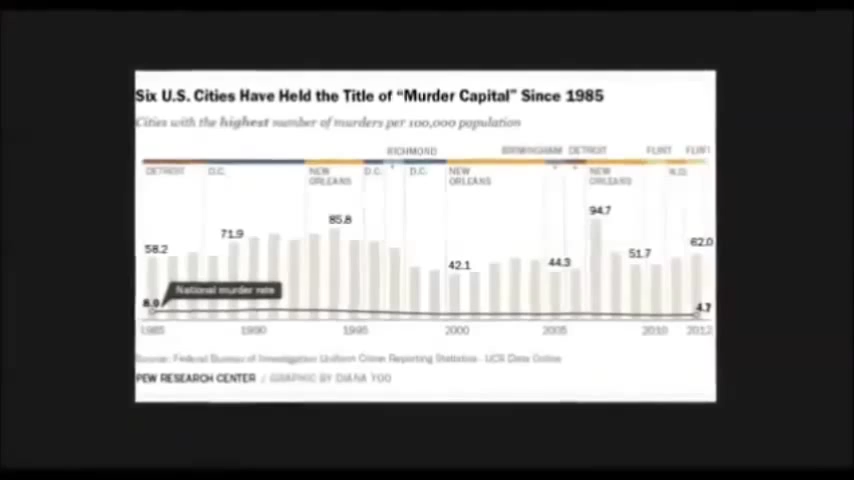 Six U.S. Cities Have Held the Title of “Murder Capital” Since 1985
Cities with the highest number of murders per 100,000 population
RICHMOND BIRMINGHAM DETROIT FLINT FLINT
DETROIT D.C. NEW ORLEANS D.C. D.C. NEW ORLEANS NEW ORLEANS N.O.
94.7
85.8
71.9
62.0
58.2
51.7
42.1 44.3
National murder rate
8.0 4.7
1985 1990 1995 2000 2005 2010 2012
Source: Federal Bureau of Investigation Uniform Crime Reporting Statistics - UCR Data Online
PEW RESEARCH CENTER / GRAPHIC BY DIANA YOO